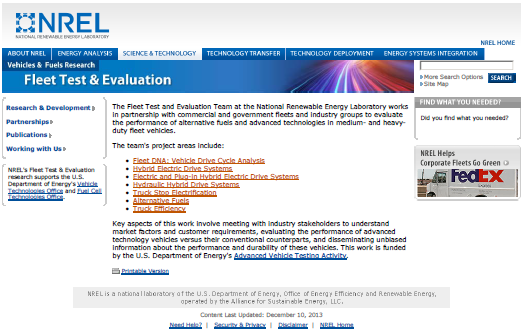 NREL
NATIONAL RENEWABLE ENERGY LABORATORY
NREL HOME
ABOUT NREL ENERGY ANALYSIS SCIENCE & TECHNOLOGY TECHNOLOGY TRANSFER TECHNOLOGY DEPLOYMENT ENERGY SYSTEMS INTEGRATION
Vehicles & Fuels Research
Fleet Test & Evaluation
More Search Options
SEARCH
Site Map
Research & Development
Partnerships
Publications
Working with Us
NREL's Fleet Test & Evaluation
research supports the U.S.
Department of Energy's Vehicle
Technologies Office and Fuel Cell
Technologies Office.
The Fleet Test and Evaluation Team at the National Renewable Energy Laboratory works
in partnership with commercial and government fleets and industry groups to evaluate
the performance of alternative fuels and advanced technologies in medium- and heavy-
duty fleet vehicles.
The team's project areas include:
Fleet DNA: Vehicle Drive Cycle Analysis
Hybrid Electric Drive Systems
Electric and Plug-in Hybrid Electric Drive Systems
Hydraulic Hybrid Drive Systems
Truck Stop Electrification
Alternative Fuels
Truck Efficiency
Key aspects of this work involve meeting with industry stakeholders to understand
market factors and customer requirements, evaluating the performance of advanced
technology vehicles versus their conventional counterparts, and disseminating unbiased
information about the performance and durability of these vehicles. This work is funded
by the U.S. Department of Energy's Advanced Vehicle Testing Activity.
Printable Version
FIND WHAT YOU NEEDED?
Did you find what you needed?
NREL Helps
Corporate Fleets Go Green
FedEx
NREL is a national laboratory of the U.S. Department of Energy, Office of Energy Efficiency and Renewable Energy,
operated by the Alliance for Sustainable Energy, LLC.
Content Last Updated: December 10, 2013
Need Help? | Security & Privacy | Disclaimer | NREL Home